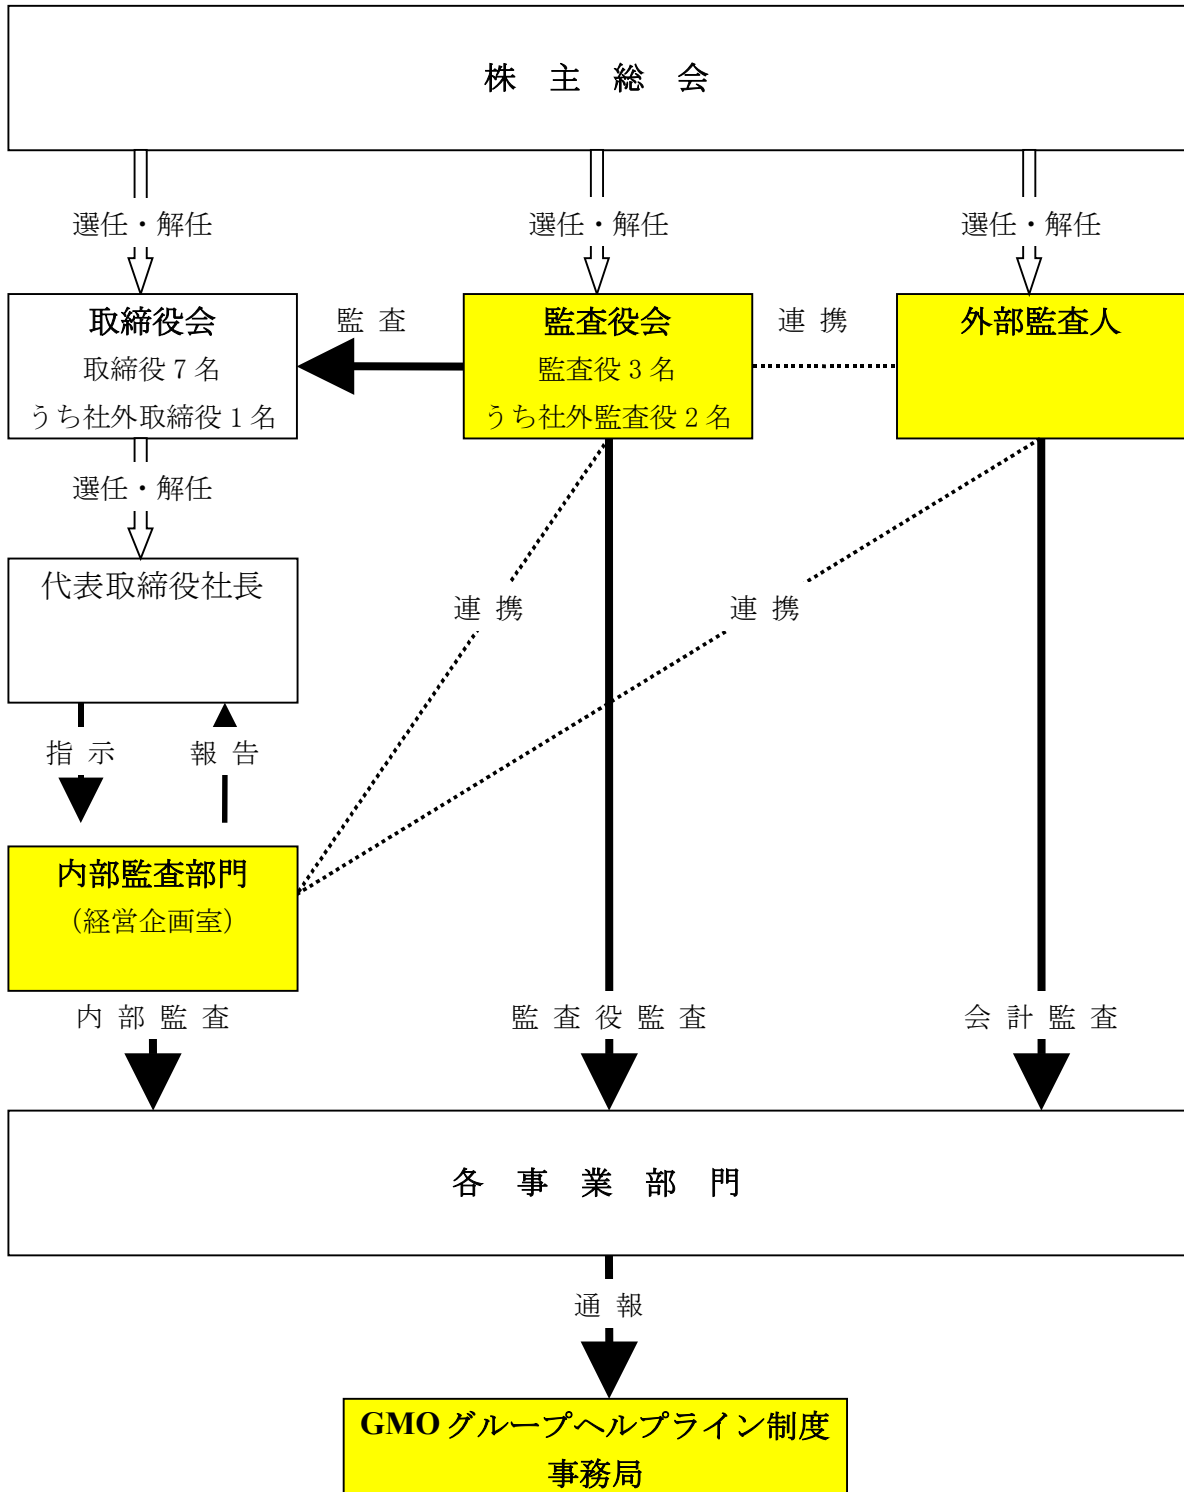 株 主 総 会
選任・解任
選任・解任
選任・解任
取締役会
取締役 7 名
うち社外取締役 1 名
監 査
監査役会
監査役 3 名
うち社外監査役 2 名
連 携
外部監査人
選任・解任
代表取締役社長
連 携
連 携
指 示
報 告
内部監査部門
(経営企画室)
内 部 監 査
監 査 役 監 査
会 計 監 査
各 事 業 部 門
通 報
GMO グループヘルプライン制度
事務局